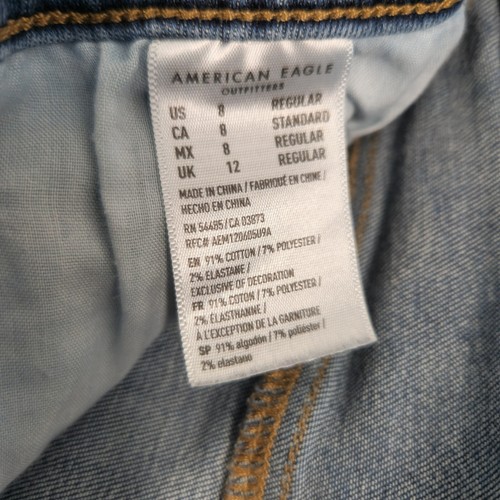 AMERICAN EAGLE
OUTFITTERS
US 8 REGULAR
CA 8 STANDARD
MX 8 REGULAR
UK 12 REGULAR
MADE IN CHINA / FABRIQUÉ EN CHINE /
HECHO EN CHINA
RN 54485/CA 03873
RFC# AEM120605U9A
EN 91% COTTON / 7% POLYESTER /
2% ELASTANE /
EXCLUSIVE OF DECORATION
FR 91% COTON / 7% POLYESTER /
2% ÉLASTHANNE /
À L'EXCEPTION DE LA GARNITURE
SP 91% algodón / 7% poliéster /
2% elastano